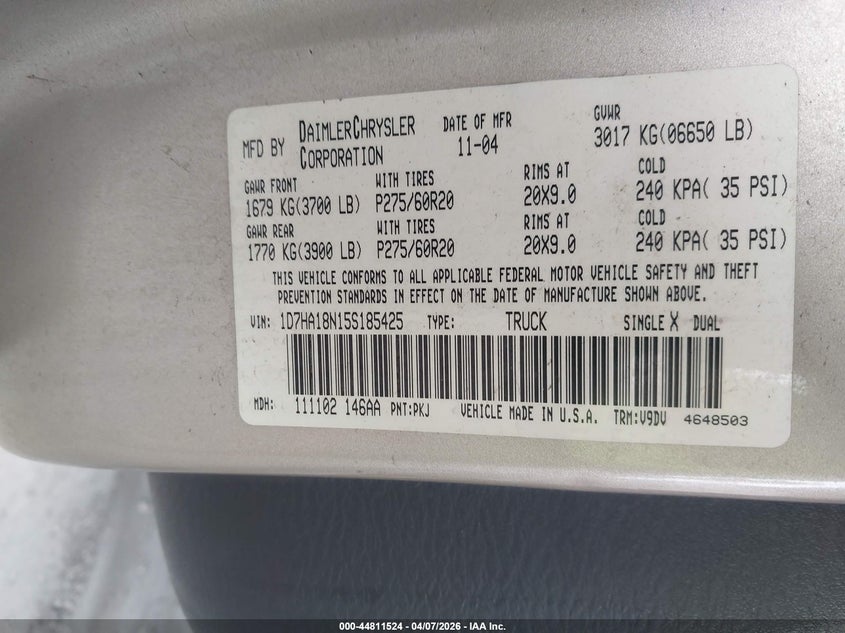 MFD BY DAIMLERCHRYSLER CORPORATION DATE OF MFR 11-04 GVWR 3017 KG(06650 LB)
GAWR FRONT WITH TIRES RIMS AT COLD
1679 KG(3700 LB) P275/60R20 20X9.0 240 KPA( 35 PSI)
GAWR REAR WITH TIRES RIMS AT COLD
1770 KG(3900 LB) P275/60R20 20X9.0 240 KPA( 35 PSI)
THIS VEHICLE CONFORMS TO ALL APPLICABLE FEDERAL MOTOR VEHICLE SAFETY AND THEFT
PREVENTION STANDARDS IN EFFECT ON THE DATE OF MANUFACTURE SHOWN ABOVE.
VIN: 1D7HA18N15S185425 TYPE: TRUCK SINGLE X DUAL
MDH: 111102 146AA PNT:PKJ VEHICLE MADE IN U.S.A. TRM:V9DV 4648503
000-44811524 - 04/07/2026 - IAA Inc.